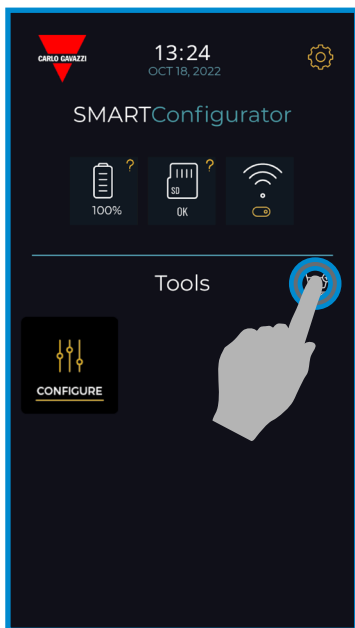 CARLO GAVAZZI
13:24
OCT 18, 2022
SMARTConfigurator
? ?
SD
100% OK
Tools
CONFIGURE